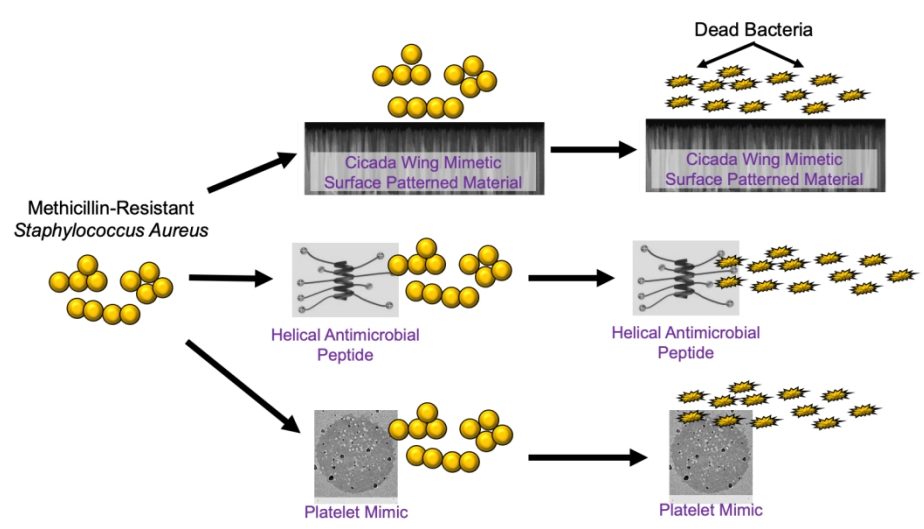 Dead Bacteria
Cicada Wing Mimetic
Surface Patterned Material
Cicada Wing Mimetic
Surface Patterned Material
Methicillin-Resistant
Staphylococcus Aureus
Helical Antimicrobial
Peptide
Helical Antimicrobial
Peptide
Platelet Mimic
Platelet Mimic